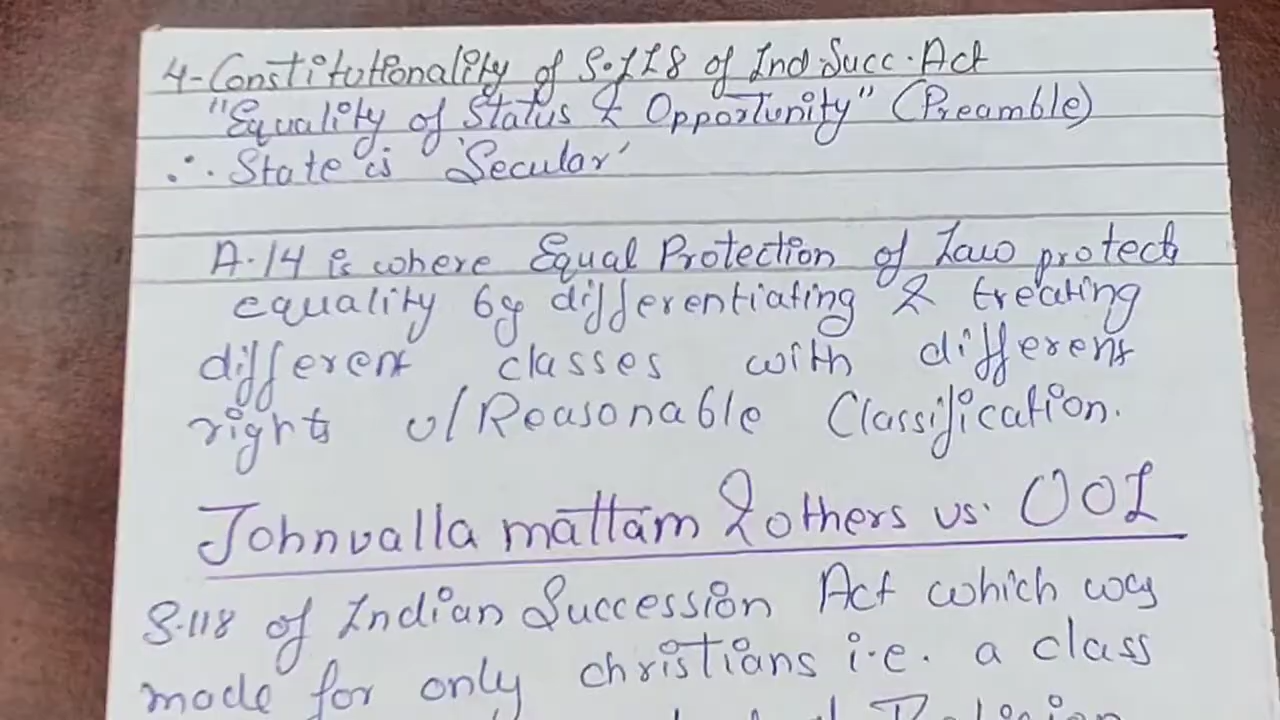 4-Constitutionality of S.118 of Ind.Succ.Act
"Equality of Status & Opportunity" (Preamble)
∴ State is 'Secular'
A.14 is where Equal Protection of Law protects
equality by differentiating & treating
different classes with different
rights u/Reasonable Classification.
Johnvalla mattam & others vs. UOI
S.118 of Indian Succession Act which was
made for only christians i.e. a class
Religion